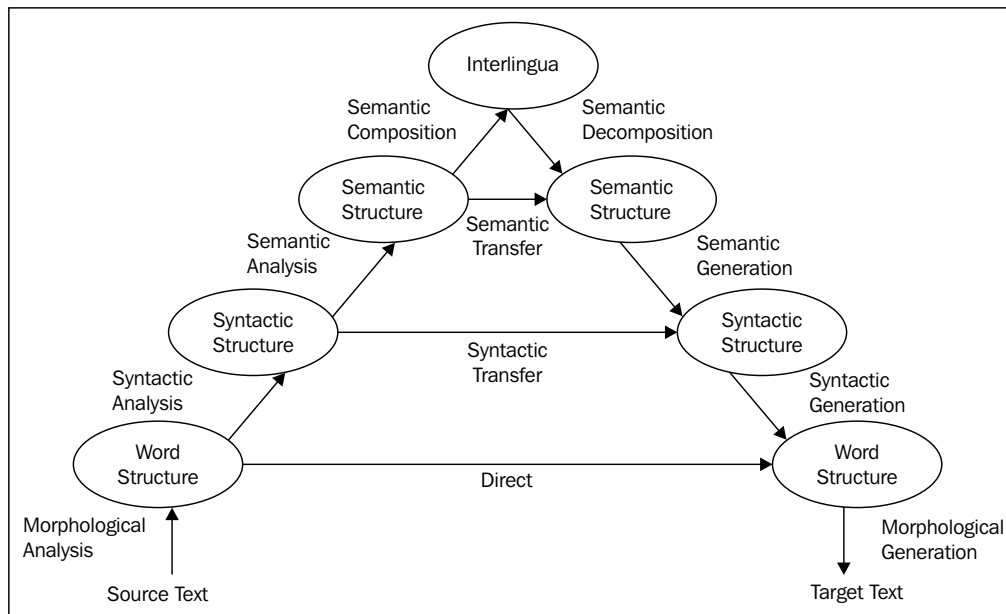 Interlingua
Semantic
Composition
Semantic
Decomposition
Semantic
Structure
Semantic
Structure
Semantic
Transfer
Semantic
Analysis
Semantic
Generation
Syntactic
Structure
Syntactic
Structure
Syntactic
Transfer
Syntactic
Analysis
Syntactic
Generation
Word
Structure
Word
Structure
Direct
Morphological
Analysis
Morphological
Generation
Source Text
Target Text